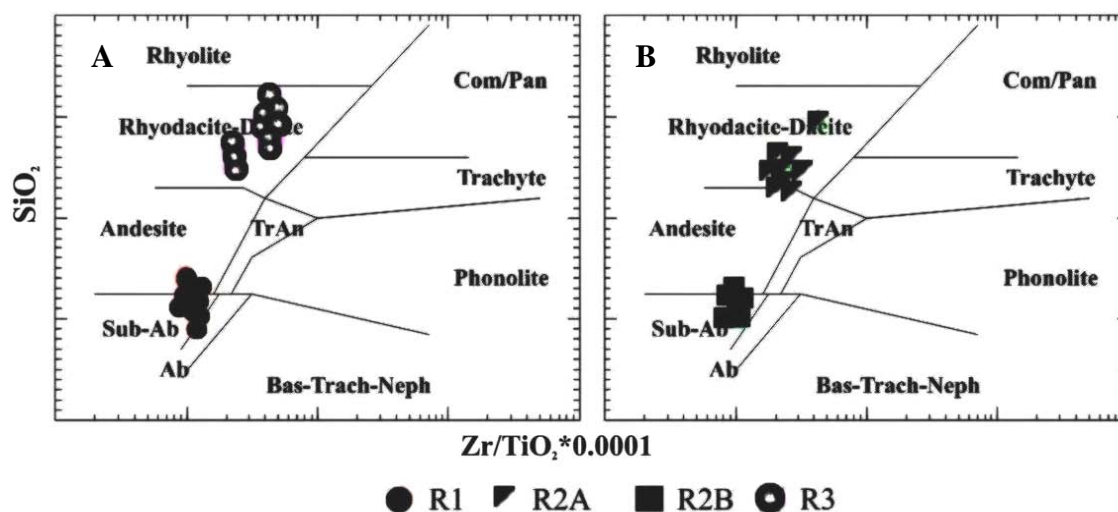 A
Rhyolite
Com/Pan
Rhyodacite-Dacite
Trachyte
Andesite
TrAn
Phonolite
Sub-Ab
Ab
Bas-Trach-Neph
SiO₂
B
Rhyolite
Com/Pan
Rhyodacite-Dacite
Trachyte
Andesite
TrAn
Phonolite
Sub-Ab
Ab
Bas-Trach-Neph
Zr/TiO₂*0.0001
R1 R2A R2B R3